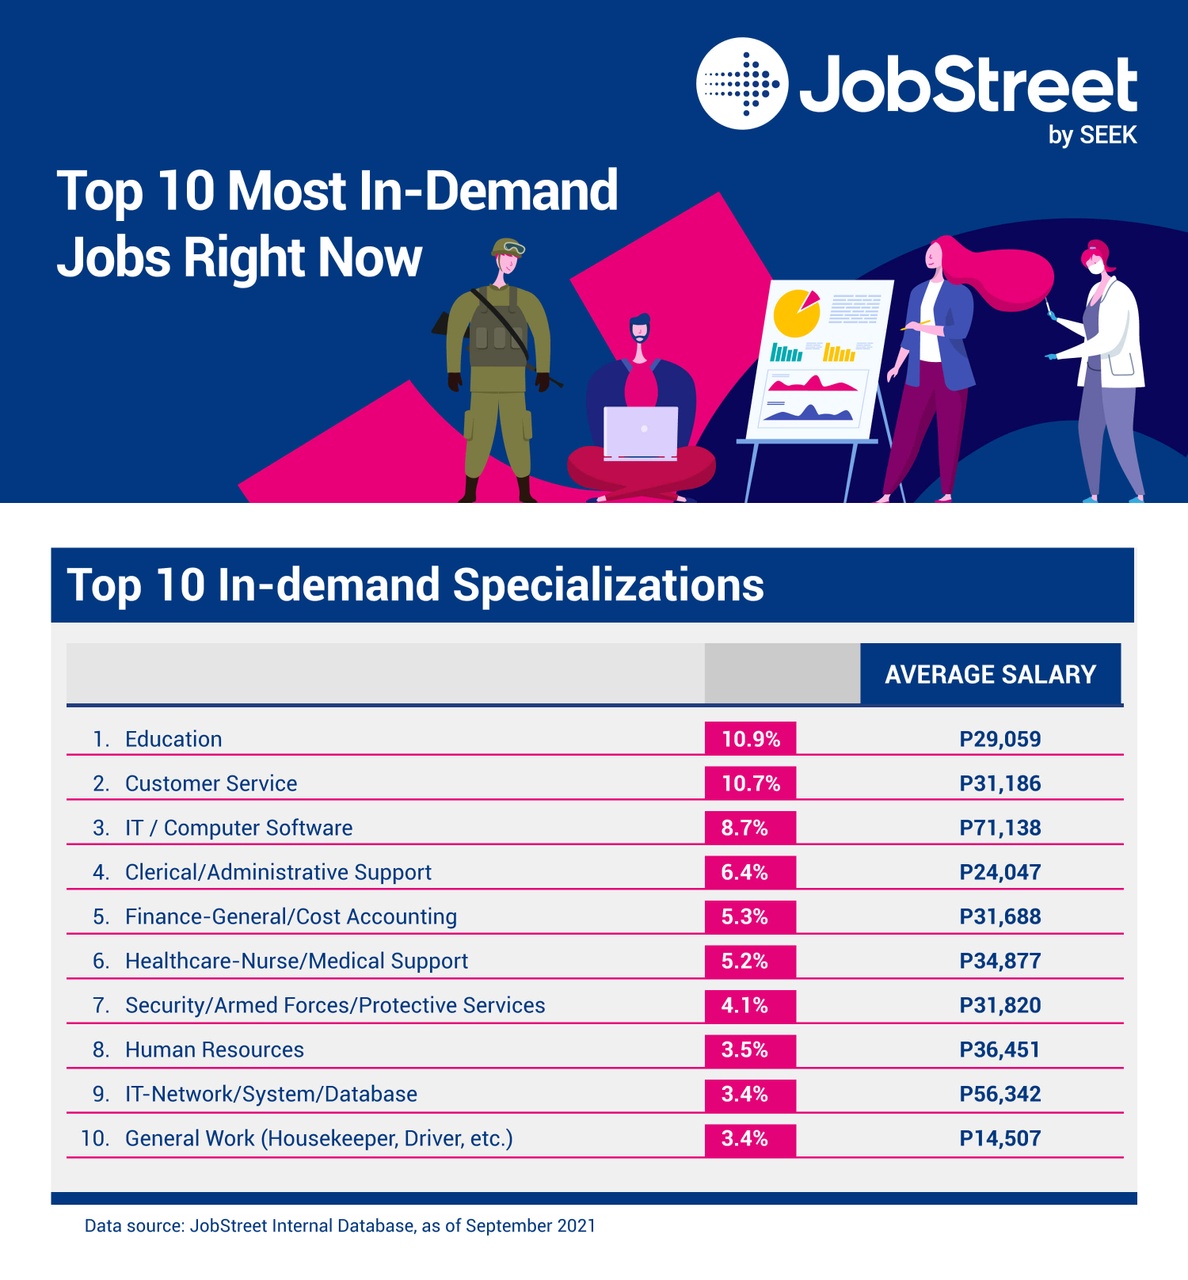 JobStreet
by SEEK
Top 10 Most In-Demand
Jobs Right Now
Top 10 In-demand Specializations
AVERAGE SALARY
1. Education 10.9% P29,059
2. Customer Service 10.7% P31,186
3. IT / Computer Software 8.7% P71,138
4. Clerical/Administrative Support 6.4% P24,047
5. Finance-General/Cost Accounting 5.3% P31,688
6. Healthcare-Nurse/Medical Support 5.2% P34,877
7. Security/Armed Forces/Protective Services 4.1% P31,820
8. Human Resources 3.5% P36,451
9. IT-Network/System/Database 3.4% P56,342
10. General Work (Housekeeper, Driver, etc.) 3.4% P14,507
Data source: JobStreet Internal Database, as of September 2021